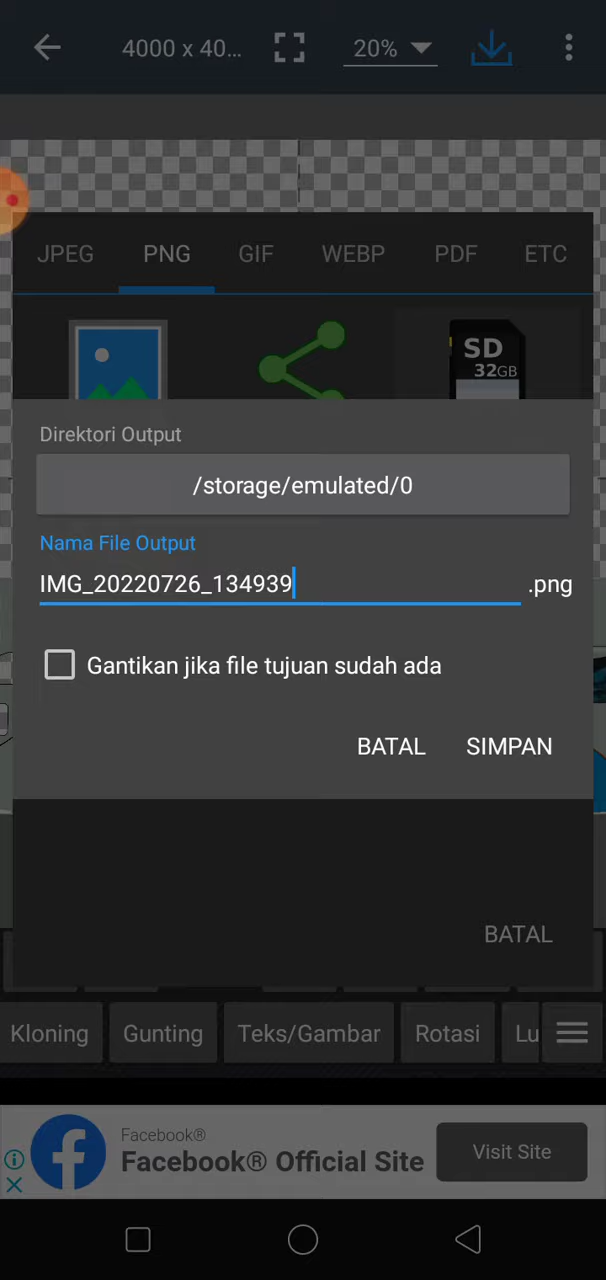 4000 x 40...
20%
JPEG
PNG
GIF
WEBP
PDF
ETC
SD
32GB
Direktori Output
/storage/emulated/0
Nama File Output
IMG_20220726_134939
.png
Gantikan jika file tujuan sudah ada
BATAL
SIMPAN
BATAL
Kloning
Gunting
Teks/Gambar
Rotasi
Lu
Facebook®
Facebook® Official Site
Visit Site